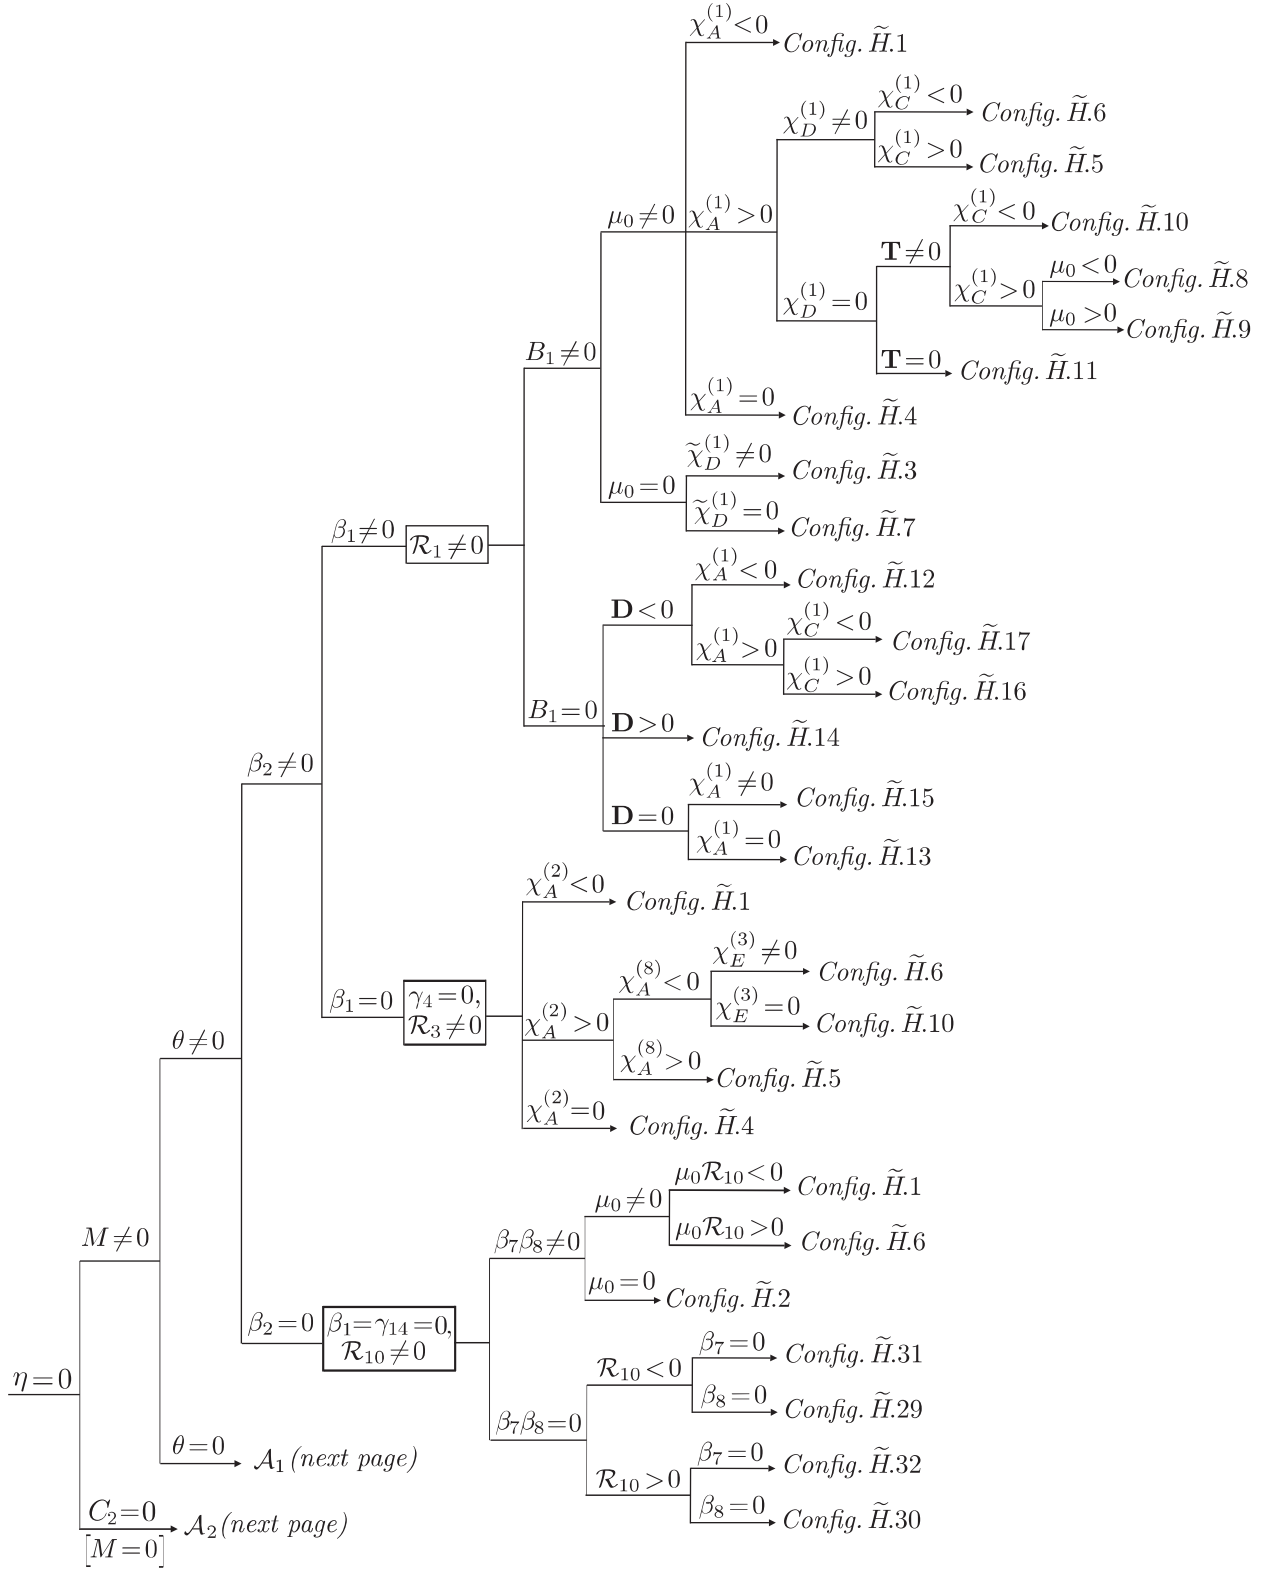 χ_A^(1)<0
Config. H̃.1
χ_C^(1)<0
Config. H̃.6
χ_D^(1)≠0
χ_C^(1)>0
Config. H̃.5
χ_C^(1)<0
Config. H̃.10
μ₀≠0
χ_A^(1)>0
T≠0
μ₀<0
Config. H̃.8
χ_C^(1)>0
χ_D^(1)=0
μ₀>0
Config. H̃.9
B₁≠0
T=0
Config. H̃.11
χ_A^(1)=0
Config. H̃.4
χ̃_D^(1)≠0
Config. H̃.3
μ₀=0
χ̃_D^(1)=0
Config. H̃.7
β₁≠0
ℛ₁≠0
χ_A^(1)<0
Config. H̃.12
D<0
χ_C^(1)<0
Config. H̃.17
χ_A^(1)>0
χ_C^(1)>0
Config. H̃.16
B₁=0
D>0
Config. H̃.14
β₂≠0
χ_A^(1)≠0
Config. H̃.15
D=0
χ_A^(1)=0
Config. H̃.13
χ_A^(2)<0
Config. H̃.1
χ_E^(3)≠0
Config. H̃.6
χ_A^(8)<0
β₁=0
γ₄=0,
ℛ₃≠0
χ_E^(3)=0
Config. H̃.10
χ_A^(2)>0
θ≠0
χ_A^(8)>0
Config. H̃.5
χ_A^(2)=0
Config. H̃.4
μ₀ℛ₁₀<0
Config. H̃.1
μ₀≠0
μ₀ℛ₁₀>0
Config. H̃.6
M≠0
β₇β₈≠0
μ₀=0
Config. H̃.2
β₂=0
β₁=γ₁₄=0,
ℛ₁₀≠0
β₇=0
Config. H̃.31
ℛ₁₀<0
η=0
β₈=0
Config. H̃.29
β₇β₈=0
θ=0
𝒜₁(next page)
β₇=0
Config. H̃.32
ℛ₁₀>0
β₈=0
Config. H̃.30
C₂=0
𝒜₂(next page)
[M=0]